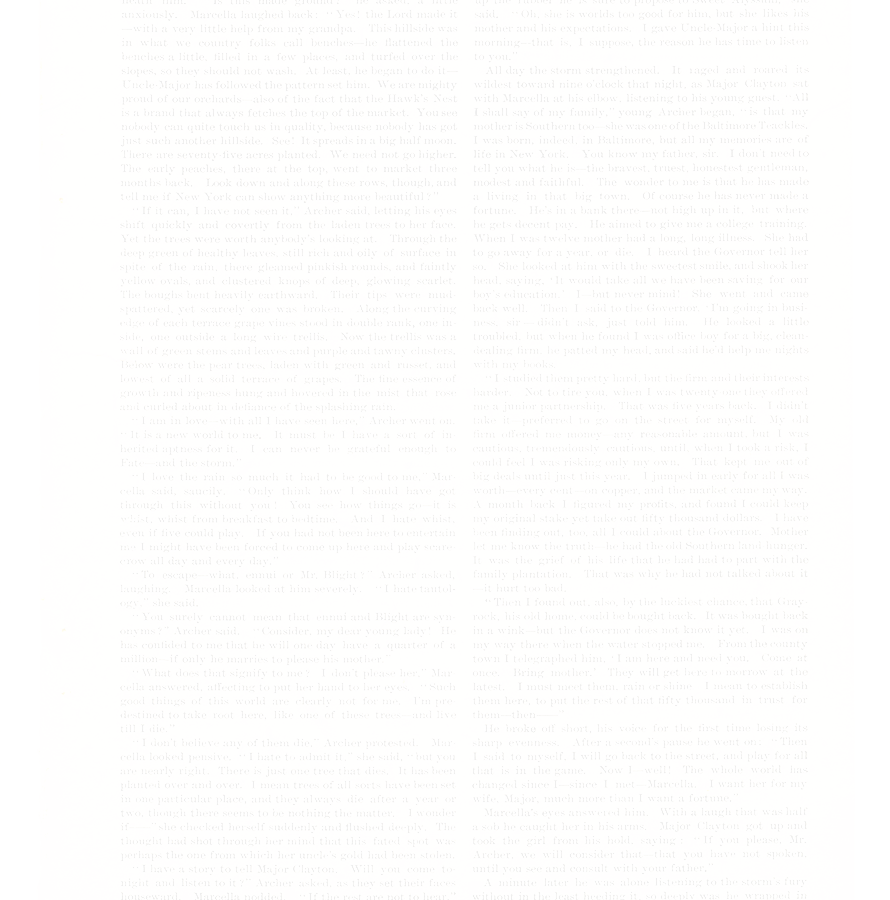 anxiously. Marcella laughed back. "Yes! the Lord made it
—with a very little help from my grandpa. This hillside was
in what we country folks call benches—he flattened the
benches a little, filled in a few places, and turfed over the
slopes, so they should not wash. At least, he began to do it—
Uncle Major has followed the pattern set him. We are mighty
proud of our orchards—also of the fact that the Hawk's Nest
is a brand that always fetches the top of the market. You see
nobody can quite touch us in quality, because nobody has got
just such another hillside. See! It spreads in a big half moon.
There are seventy-five acres planted. We need not go higher.
The early peaches, there at the top, went to market three
months back. Look down and along these rows, though, and
tell me if New York can show anything more beautiful?"
"If it can, I have not seen it," Archer said, letting his eyes
shift quickly and covertly from the laden trees to her face.
Yet the trees were worth anybody's looking at. Through the
deep green of healthy leaves, still rich and oily of surface in
spite of the rain, there gleamed pinkish rounds, and faintly
yellow ovals, and clustered knops of deep, glowing scarlet.
The boughs bent heavily earthward. Their tips were mud-
spattered, yet scarcely one was broken. Along the curving
edge of each terrace grape vines stood in double rank, one in-
side, one outside a long wire trellis. Now the trellis was a
wall of green stems and leaves and purple and tawny clusters.
Below were the pear trees, laden with green and russet, and
lowest of all a solid terrace of grapes. The fine essence of
growth and ripeness hung and hovered in the mist that rose
and curled about in defiance of the splashing rain.
"I am in love—with all I have seen here," Archer went on.
"It is a new world to me. It must be I have a sort of in-
herited aptness for it. I can never be grateful enough to
Fate—and the storm."
"I love the rain or much it had to be good to me, Mar-
cella said, smiling. "Only think how I should have got
through this without you! You see how things go—it is
whist, whist from breakfast to bedtime. And I hate whist,
even if I we could play. If you had not been here to entertain
me I might have been forced to come up here and play scare-
crow all day and every day."
"To escape—what, ennui or Mr. Blight?" Archer asked,
laughing. Marcella looked at him severely. "I hate tautol-
ogy," she said.
"You surely cannot mean that ennui and Blight are syn-
onyms?" Archer said. "Consider, my dear young lady! He
has confided to me that he will one day have a quarter of a
million—if only he marries to please his mother."
"What does that signify to me? I don't please her," Mar-
cella answered, affecting to put her hand to her eyes. "Such
good things of this world are clearly not for me. I'm pre-
destined to take root here, like one of these trees—and live
till I die."
"I don't believe any of them die," Archer protested. Mar-
cella looked pensive. "I hate to admit it," she said, "but you
are nearly right. There is just one tree that dies. It has been
planted over and over. I mean trees of all sorts have been set
in one particular place, and they always die after a year or
two, though there seems to be nothing the matter. I wonder
if ——" she checked herself suddenly and flushed deeply. The
thought had shot through her mind that this fated spot was
perhaps the one from which her uncle's gold had been stolen.
"I have a story to tell Major Clayton. Will you come to-
night and listen to it?" Archer asked, as they set their faces
houseward. Marcella nodded. "If the red are not to hear,"
said. "Oh, she is worlds too good for him, but she likes his
mother and his expectations. I gave Uncle Major a hint this
morning—that is, I suppose, the reason he has time to listen
to you."
All day the storm strengthened. It raged and roared its
wildest toward nine o'clock that night, as Major Clayton sat
with Marcella at his elbow, listening to his young guest. "All
I shall say of my family," young Archer began, "is that my
mother is Southern too—she was one of the Baltimore Truckles.
I was born, indeed, in Baltimore, but all my memories are of
life in New York. You know my father, sir. I don't need to
tell you what he is—the bravest, truest, honestest gentleman,
modest and faithful. The wonder to me is that he has made
a living in that big town. Of course he has never made a
fortune. He's in a bank there—not high up in it, but where
he gets decent pay. He aimed to give me a college training.
When I was twelve mother had a long, long illness. She had
to go away for a year, or die. I heard the Governor tell her
so. She looked at him with the sweetest smile, and shook her
head, saying, 'It would take all we have been saving for our
boy's education.' I—but never mind! She went and came
back well. Then I said to the Governor, 'I'm going in busi-
ness, sir'—didn't ask, just told him. He looked a little
troubled, but when he found I was office boy for a big, clean-
dealing firm, he patted my head, and said he'd help me nights
with my books.
"I studied them pretty hard, but the firm and their interests
harder. Not to tire you, when I was twenty-one they offered
me a junior partnership. That was five years back. I didn't
take it—preferred to go on the street for myself. My old
firm offered me money—any reasonable amount, but I was
cautious, tremendously cautious, until when I took a risk, I
could feel I was risking only my own. That kept me out of
big deals until just this year. I jumped in early for all I was
worth—every cent—on copper, and the market came my way.
A month back I figured my profits, and found I could keep
my original stake yet take out fifty thousand dollars. I have
been finding out, too, all I could about the Governor. Mother
let me know the truth—he had the old Southern land hunger.
It was the grief of his life that he had had to part with the
family plantation. That was why he had not talked about it
—it hurt too bad.
"Then I found out, also, by the luckiest chance, that Gray-
rock, his old home, could be bought back. It was bought back
in a wink—but the Governor does not know it yet. I was on
my way there when the water stopped me. From the county
town I telegraphed him, 'I am here and need you. Come at
once. Bring mother.' They will get here to-morrow at the
latest. I must meet them, rain or shine. I mean to establish
them here, to put the rest of that fifty thousand in trust for
them—then——"
He broke off short, his voice for the first time losing its
sharp crispness. After a second's pause he went on. "Then
I said to myself, I will go back to the street, and play for all
that is in the game. Now I—well! The whole world has
changed since I—since I met Marcella. I want her for my
wife, Major, much more than I want a fortune."
Marcella's eyes answered him. With a laugh that was half
a sob he caught her in his arms. Major Clayton got up and
took the girl from his hold, saying: "If you please, Mr.
Archer, we will consider that that you have not spoken,
until you see and consult with your father."
A minute later he was alone listening to the storm's fury
without in the least heeding it, so deeply was he wrapped in